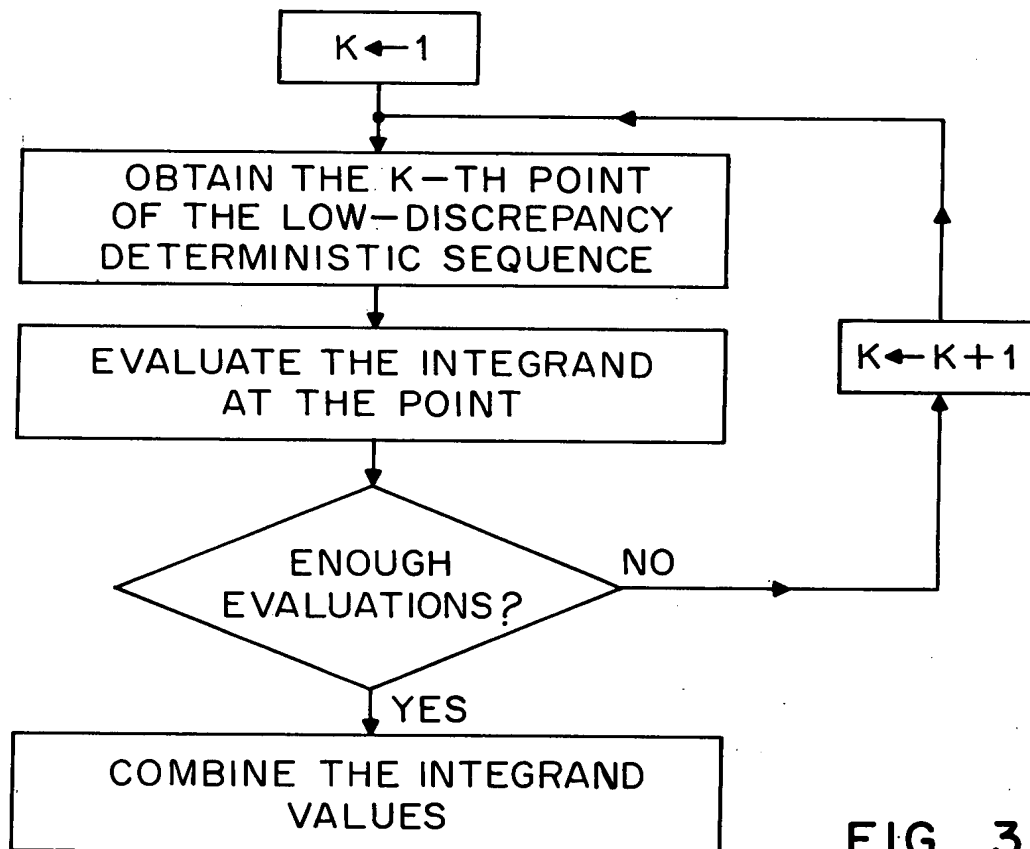 K←1
OBTAIN THE K-TH POINT
OF THE LOW-DISCREPANCY
DETERMINISTIC SEQUENCE
EVALUATE THE INTEGRAND
AT THE POINT
K←K+1
ENOUGH
EVALUATIONS?
NO
YES
COMBINE THE INTEGRAND
VALUES
FIG. 3